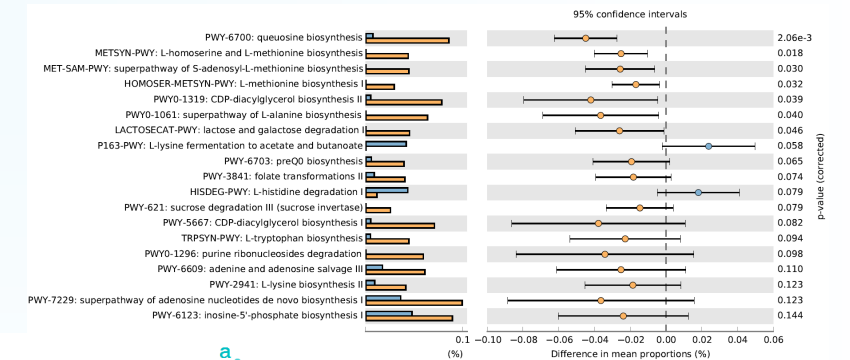 95% confidence intervals
PWY-6700: queuosine biosynthesis 2.06e-3
METSYN-PWY: L-homoserine and L-methionine biosynthesis 0.018
MET-SAM-PWY: superpathway of S-adenosyl-L-methionine biosynthesis 0.030
HOMOSER-METSYN-PWY: L-methionine biosynthesis I 0.032
PWY0-1319: CDP-diacylglycerol biosynthesis II 0.039
PWY0-1061: superpathway of L-alanine biosynthesis 0.040
LACTOSECAT-PWY: lactose and galactose degradation I 0.046
P163-PWY: L-lysine fermentation to acetate and butanoate 0.058
PWY-6703: preQ0 biosynthesis 0.065
PWY-3841: folate transformations II 0.074
HISDEG-PWY: L-histidine degradation I 0.079
PWY-621: sucrose degradation III (sucrose invertase) 0.079
PWY-5667: CDP-diacylglycerol biosynthesis I 0.082
TRPSYN-PWY: L-tryptophan biosynthesis 0.094
PWY0-1296: purine ribonucleosides degradation 0.098
PWY-6609: adenine and adenosine salvage III 0.110
PWY-2941: L-lysine biosynthesis II 0.123
PWY-7229: superpathway of adenosine nucleotides de novo biosynthesis I 0.123
PWY-6123: inosine-5'-phosphate biosynthesis I 0.144
p-value (corrected)
0.1 −0.10 −0.08 −0.06 −0.04 −0.02 0.00 0.02 0.04 0.06
(%) Difference in mean proportions (%)
a